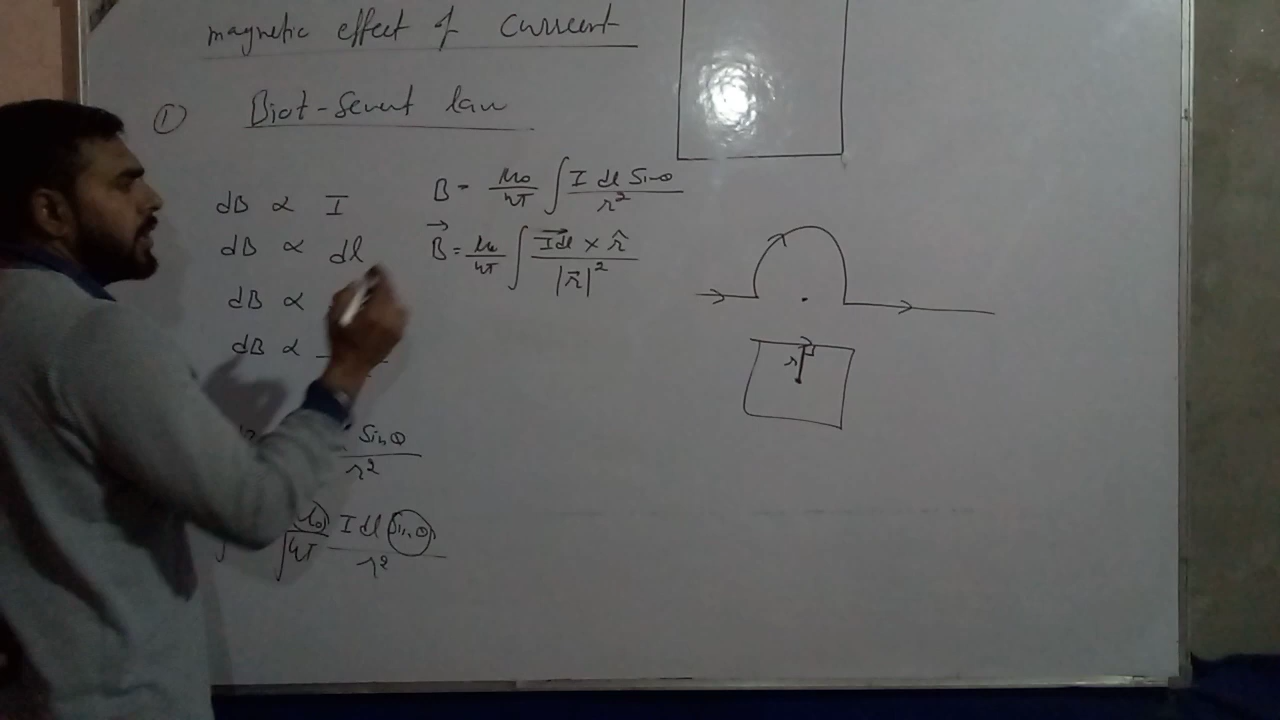 magnetic effect of Current
① Biot-Sevart law
dB ∝ I
dB ∝ dl
dB ∝
dB ∝
Sinθ / r²
μ₀ / 4π I dl Sinθ / r²
B = μ₀ / 4π ∫ I dl Sinθ / r²
B⃗ = μ₀ / 4π ∫ I dl⃗ × r̂ / |r⃗|²
r